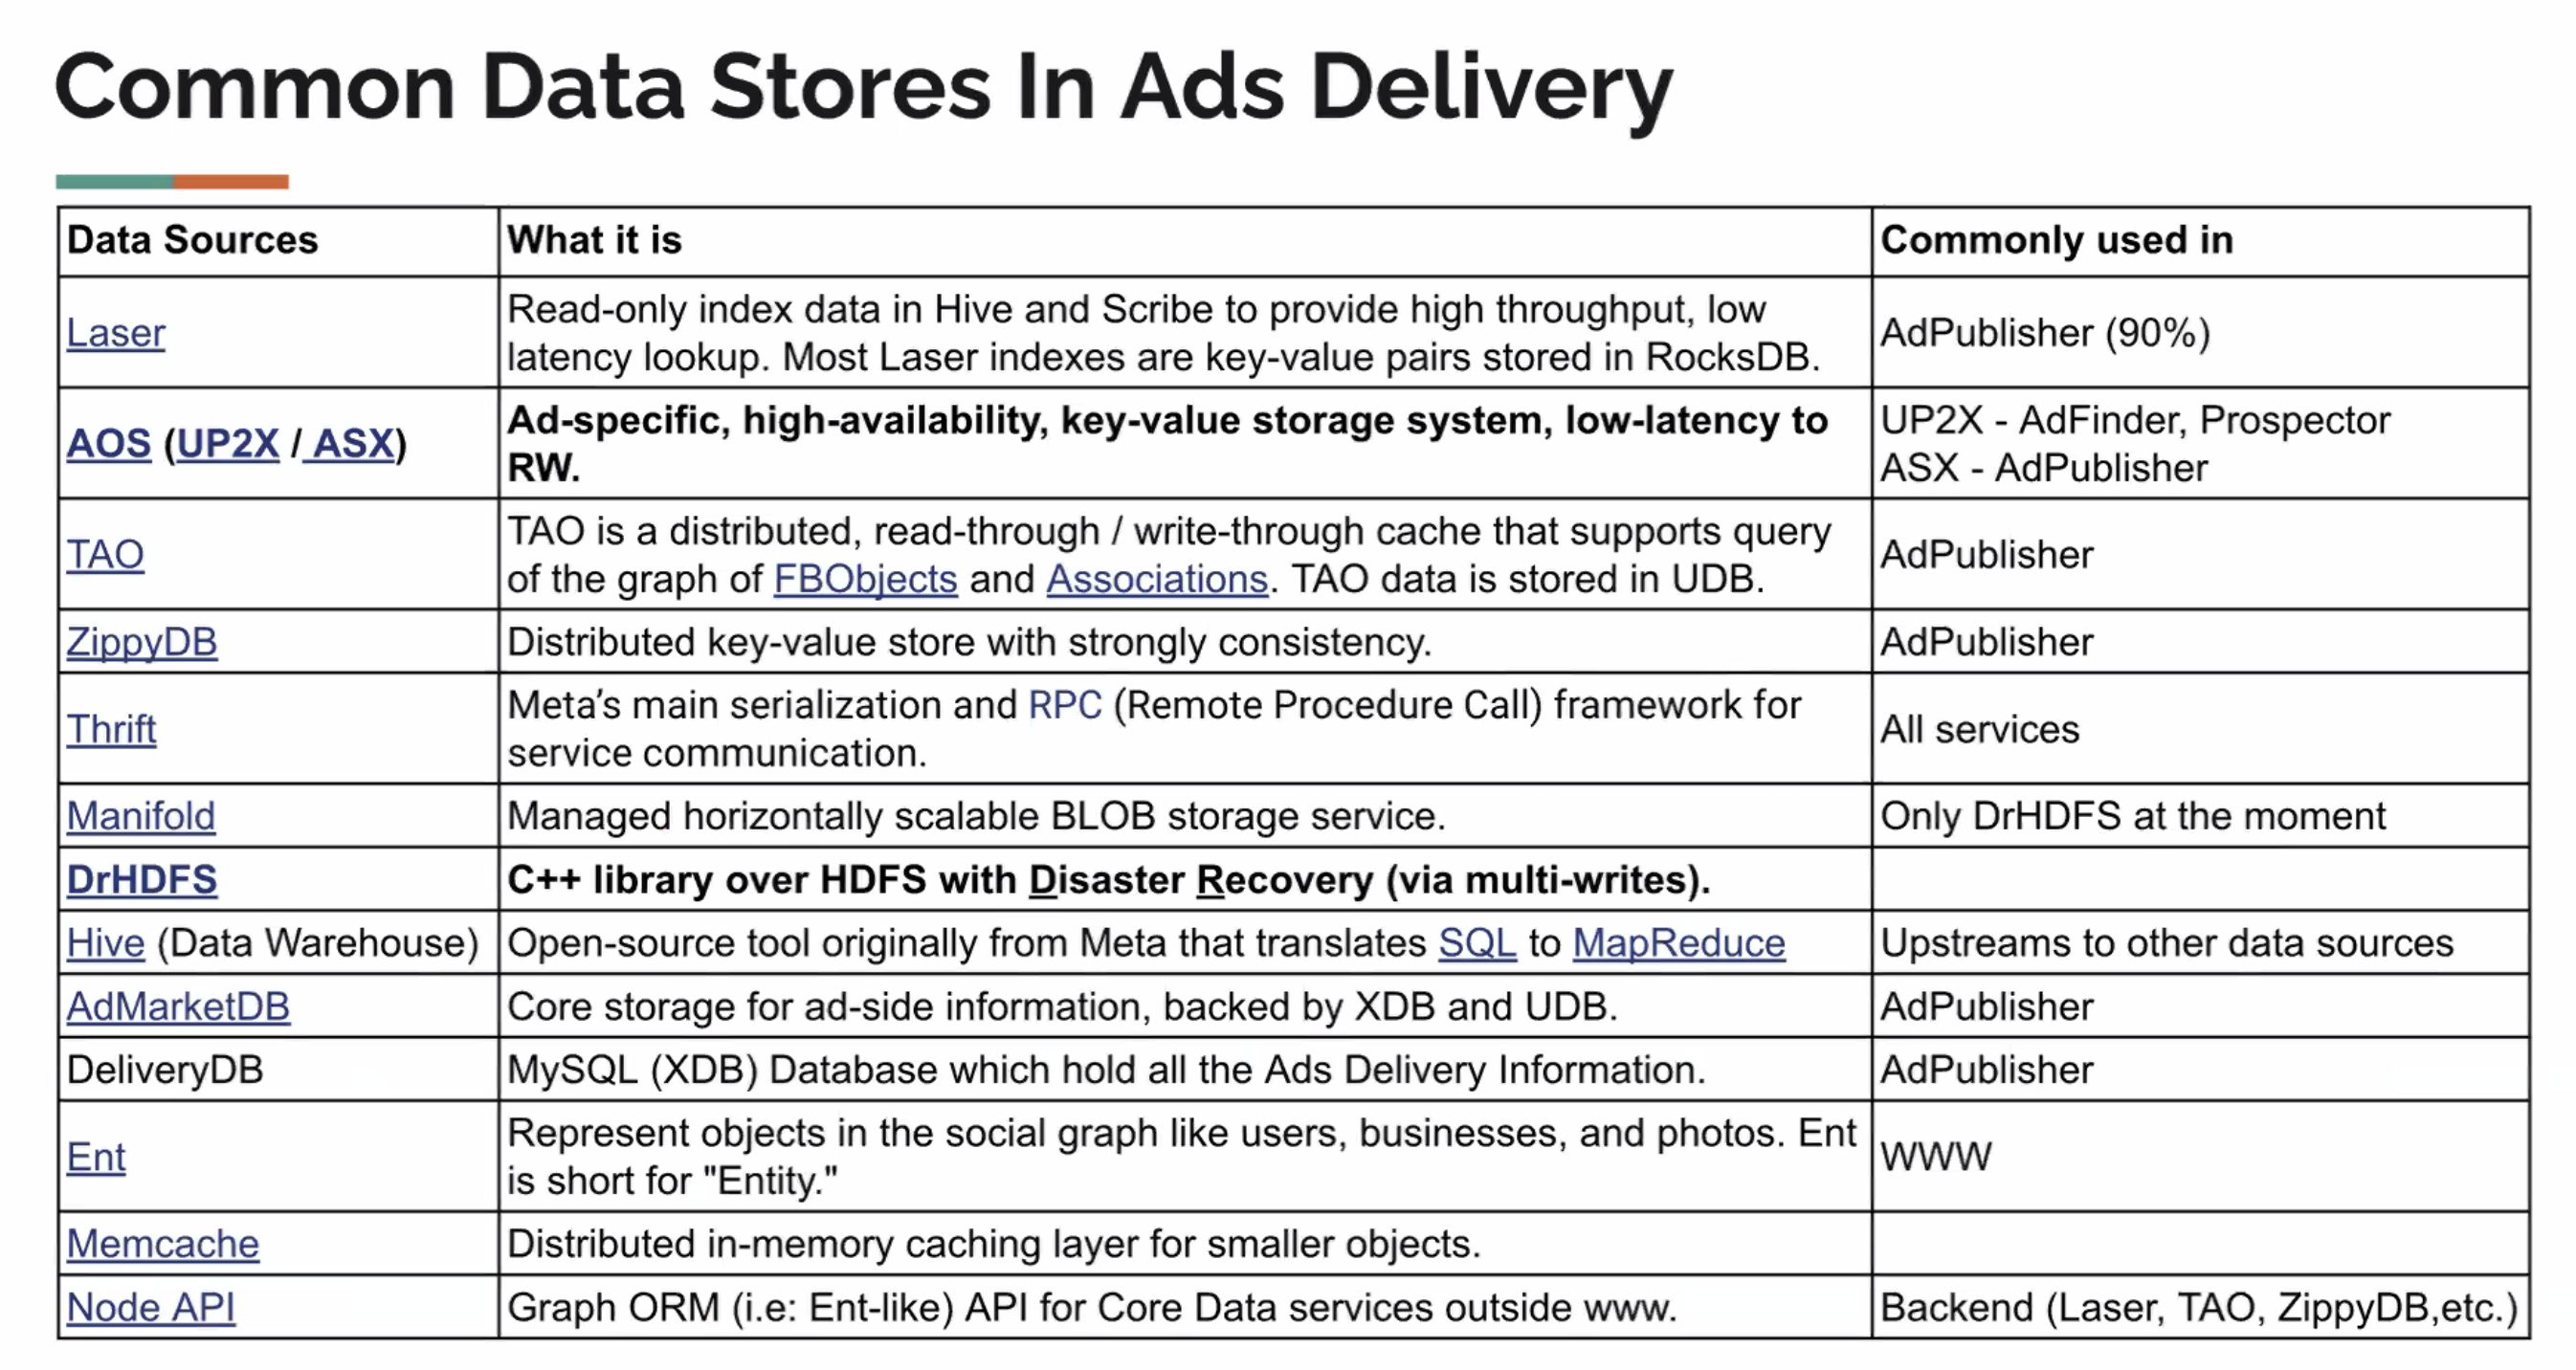 Common Data Stores In Ads Delivery
Data Sources
What it is
Commonly used in
Laser
Read-only index data in Hive and Scribe to provide high throughput, low
latency lookup. Most Laser indexes are key-value pairs stored in RocksDB.
AdPublisher (90%)
AOS (UP2X / ASX)
Ad-specific, high-availability, key-value storage system, low-latency to
RW.
UP2X - AdFinder, Prospector
ASX - AdPublisher
TAO
TAO is a distributed, read-through / write-through cache that supports query
of the graph of FBObjects and Associations. TAO data is stored in UDB.
AdPublisher
ZippyDB
Distributed key-value store with strongly consistency.
AdPublisher
Thrift
Meta’s main serialization and RPC (Remote Procedure Call) framework for
service communication.
All services
Manifold
Managed horizontally scalable BLOB storage service.
Only DrHDFS at the moment
DrHDFS
C++ library over HDFS with Disaster Recovery (via multi-writes).
Hive (Data Warehouse)
Open-source tool originally from Meta that translates SQL to MapReduce
Upstreams to other data sources
AdMarketDB
Core storage for ad-side information, backed by XDB and UDB.
AdPublisher
DeliveryDB
MySQL (XDB) Database which hold all the Ads Delivery Information.
AdPublisher
Ent
Represent objects in the social graph like users, businesses, and photos. Ent
is short for "Entity."
WWW
Memcache
Distributed in-memory caching layer for smaller objects.
Node API
Graph ORM (i.e: Ent-like) API for Core Data services outside www.
Backend (Laser, TAO, ZippyDB,etc.)